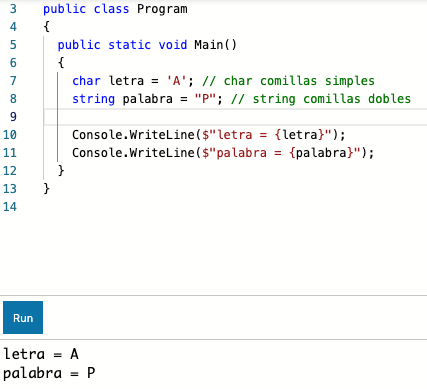 3 public class Program
4 {
5 public static void Main()
6 {
7 char letra = 'A'; // char comillas simples
8 string palabra = "P"; // string comillas dobles
9
10 Console.WriteLine($"letra = {letra}");
11 Console.WriteLine($"palabra = {palabra}");
12 }
13 }
14
Run
letra = A
palabra = P